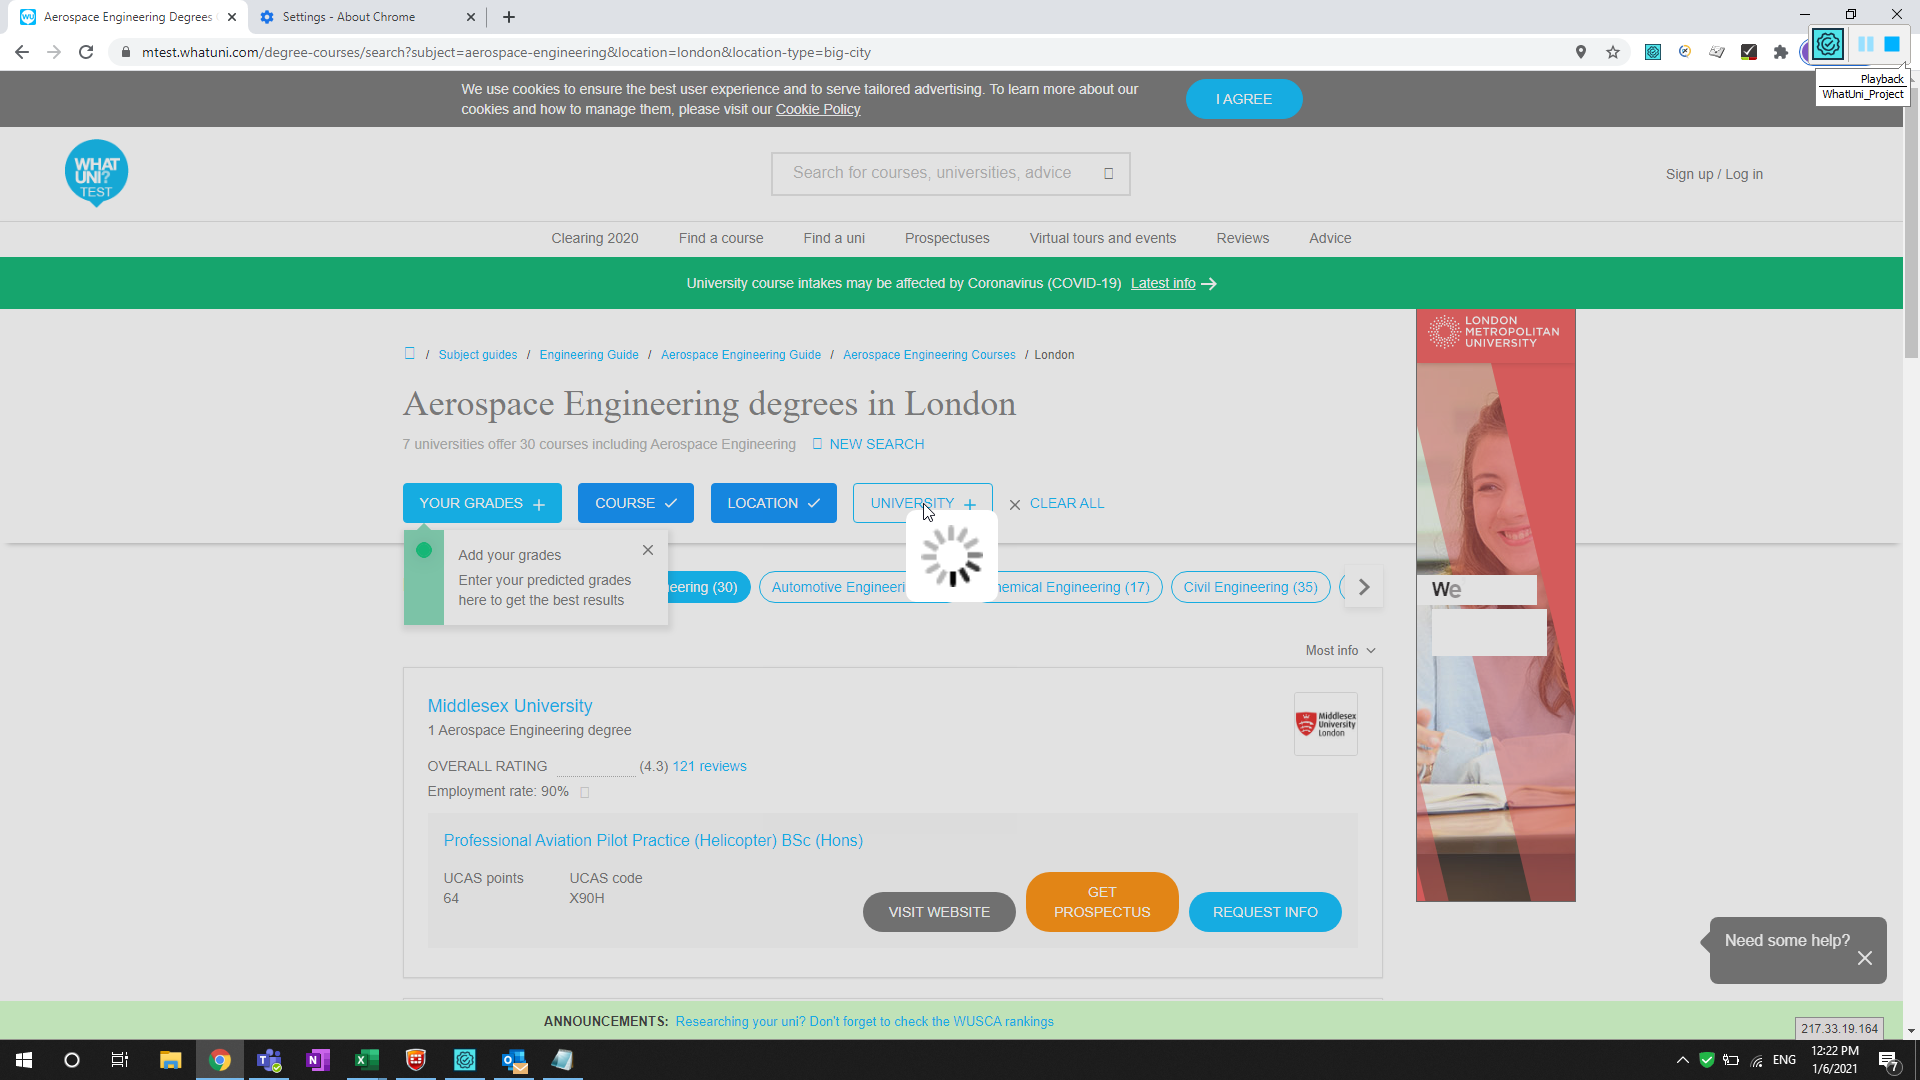 Aerospace Engineering Degrees
Settings - About Chrome
mtest.whatuni.com/degree-courses/search?subject=aerospace-engineering&location=london&location-type=big-city
Playback
WhatUni_Project
We use cookies to ensure the best user experience and to serve tailored advertising. To learn more about our
cookies and how to manage them, please visit our Cookie Policy
I AGREE
WHAT
UNI?
TEST
Search for courses, universities, advice
Sign up / Log in
Clearing 2020 Find a course Find a uni Prospectuses Virtual tours and events Reviews Advice
University course intakes may be affected by Coronavirus (COVID-19) Latest info
LONDON
METROPOLITAN
UNIVERSITY
/ Subject guides / Engineering Guide / Aerospace Engineering Guide / Aerospace Engineering Courses / London
Aerospace Engineering degrees in London
7 universities offer 30 courses including Aerospace Engineering NEW SEARCH
YOUR GRADES COURSE LOCATION UNIVERSITY CLEAR ALL
Add your grades
Enter your predicted grades
here to get the best results
eering (30) Automotive Engineeri emical Engineering (17) Civil Engineering (35)
We
Most info
Middlesex University
1 Aerospace Engineering degree
Middlesex
University
London
OVERALL RATING (4.3) 121 reviews
Employment rate: 90%
Professional Aviation Pilot Practice (Helicopter) BSc (Hons)
UCAS points UCAS code
64 X90H
VISIT WEBSITE
GET
PROSPECTUS
REQUEST INFO
Need some help?
ANNOUNCEMENTS: Researching your uni? Don't forget to check the WUSCA rankings
217.33.19.164
ENG
12:22 PM
1/6/2021
7